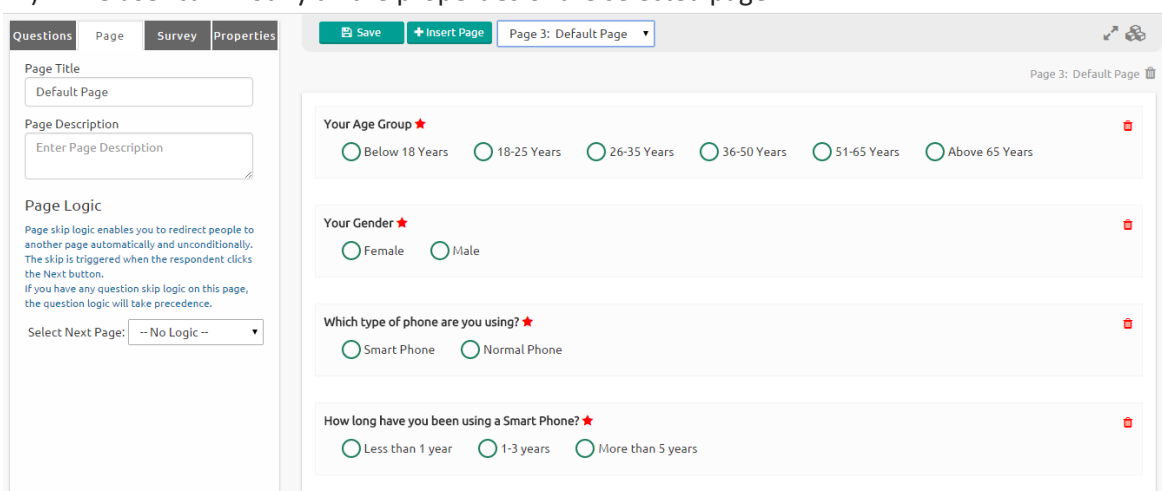 Questions Page Survey Properties
Save Insert Page Page 3: Default Page
Page 3: Default Page
Page Title
Default Page
Page Description
Enter Page Description
Page Logic
Page skip logic enables you to redirect people to
another page automatically and unconditionally.
The skip is triggered when the respondent clicks
the Next button.
If you have any question skip logic on this page,
the question logic will take precedence.
Select Next Page: -- No Logic --
Your Age Group
Below 18 Years 18-25 Years 26-35 Years 36-50 Years 51-65 Years Above 65 Years
Your Gender
Female Male
Which type of phone are you using?
Smart Phone Normal Phone
How long have you been using a Smart Phone?
Less than 1 year 1-3 years More than 5 years